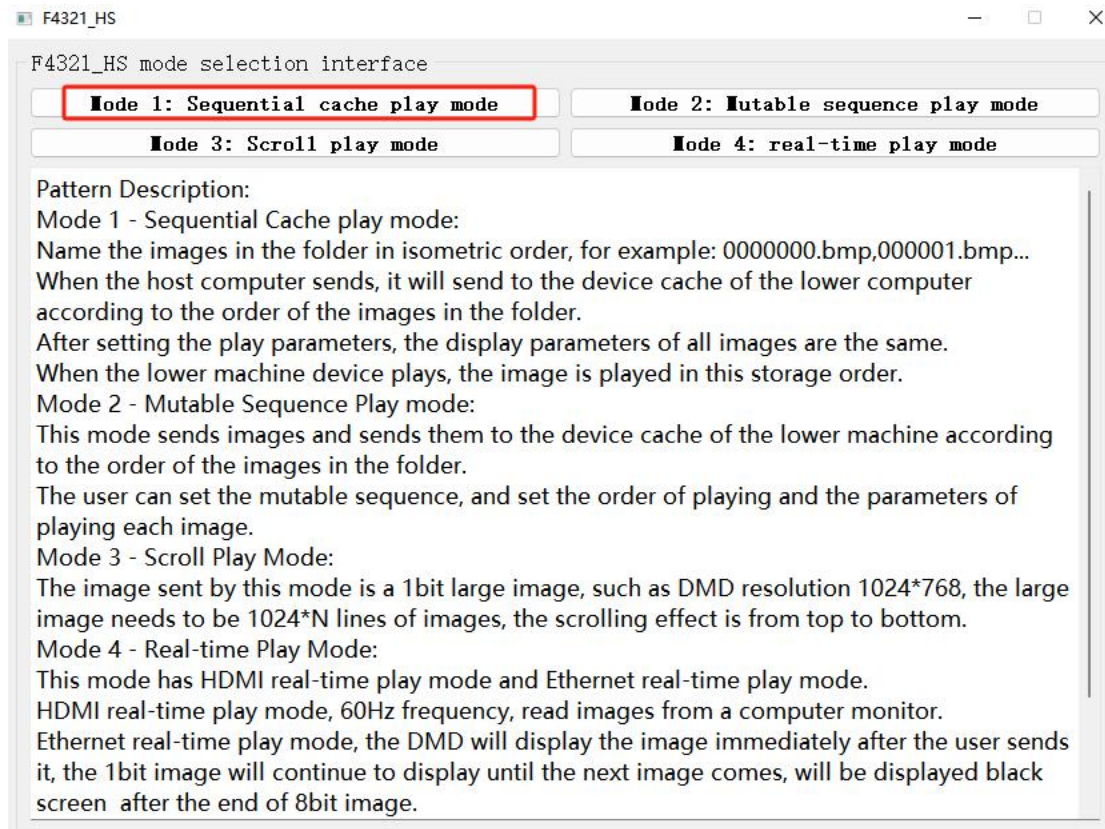 F4321_HS
F4321_HS mode selection interface
Mode 1: Sequential cache play mode
Mode 2: Mutable sequence play mode
Mode 3: Scroll play mode
Mode 4: real-time play mode
Pattern Description:
Mode 1 - Sequential Cache play mode:
Name the images in the folder in isometric order, for example: 0000000.bmp,000001.bmp...
When the host computer sends, it will send to the device cache of the lower computer
according to the order of the images in the folder.
After setting the play parameters, the display parameters of all images are the same.
When the lower machine device plays, the image is played in this storage order.
Mode 2 - Mutable Sequence Play mode:
This mode sends images and sends them to the device cache of the lower machine according
to the order of the images in the folder.
The user can set the mutable sequence, and set the order of playing and the parameters of
playing each image.
Mode 3 - Scroll Play Mode:
The image sent by this mode is a 1bit large image, such as DMD resolution 1024*768, the large
image needs to be 1024*N lines of images, the scrolling effect is from top to bottom.
Mode 4 - Real-time Play Mode:
This mode has HDMI real-time play mode and Ethernet real-time play mode.
HDMI real-time play mode, 60Hz frequency, read images from a computer monitor.
Ethernet real-time play mode, the DMD will display the image immediately after the user sends
it, the 1bit image will continue to display until the next image comes, will be displayed black
screen  after the end of 8bit image.